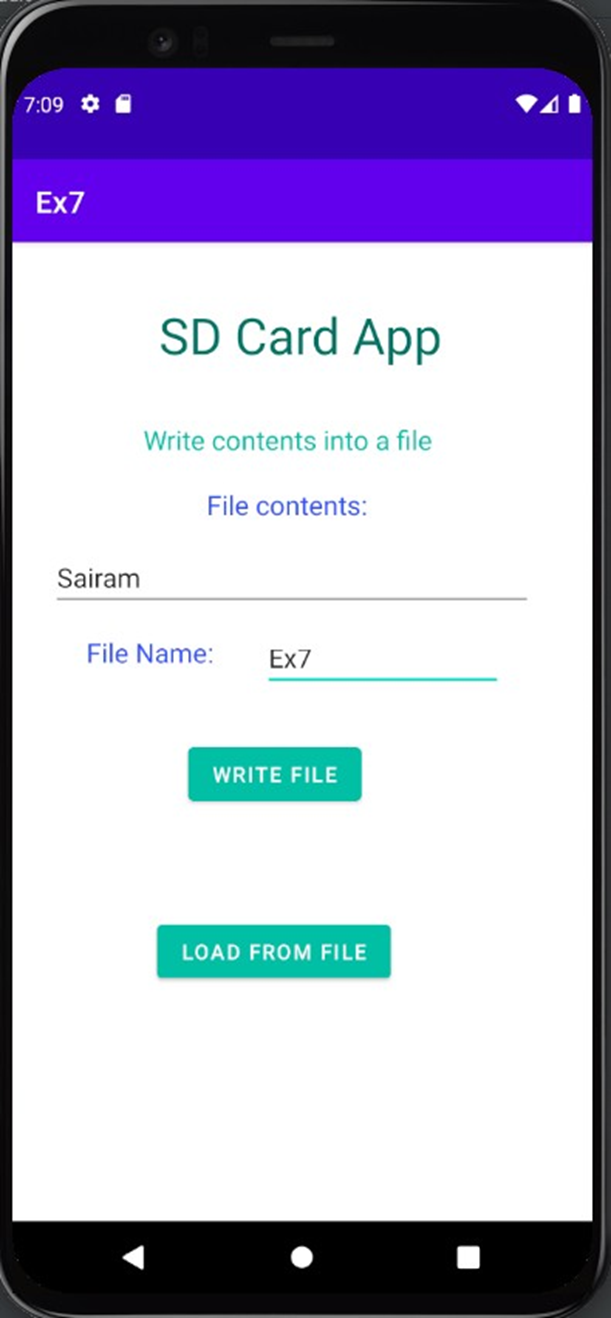 7:09
Ex7
SD Card App
Write contents into a file
File contents:
Sairam
File Name: Ex7
WRITE FILE
LOAD FROM FILE